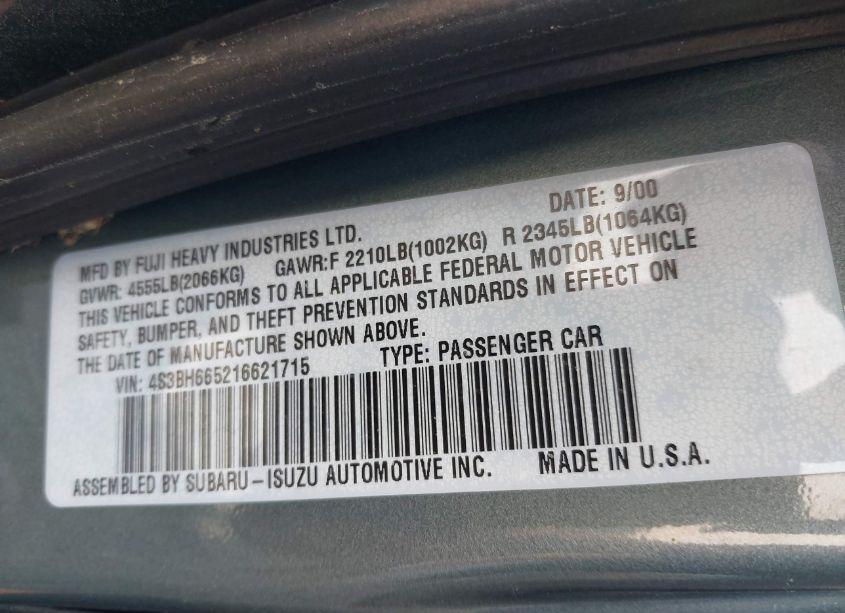 MFD BY FUJI HEAVY INDUSTRIES LTD. DATE: 9/00
GVWR: 4555LB(2066KG) GAWR:F 2210LB(1002KG) R 2345LB(1064KG)
THIS VEHICLE CONFORMS TO ALL APPLICABLE FEDERAL MOTOR VEHICLE
SAFETY, BUMPER, AND THEFT PREVENTION STANDARDS IN EFFECT ON
THE DATE OF MANUFACTURE SHOWN ABOVE.
VIN: 4S3BH665216621715 TYPE: PASSENGER CAR
ASSEMBLED BY SUBARU-ISUZU AUTOMOTIVE INC. MADE IN U.S.A.